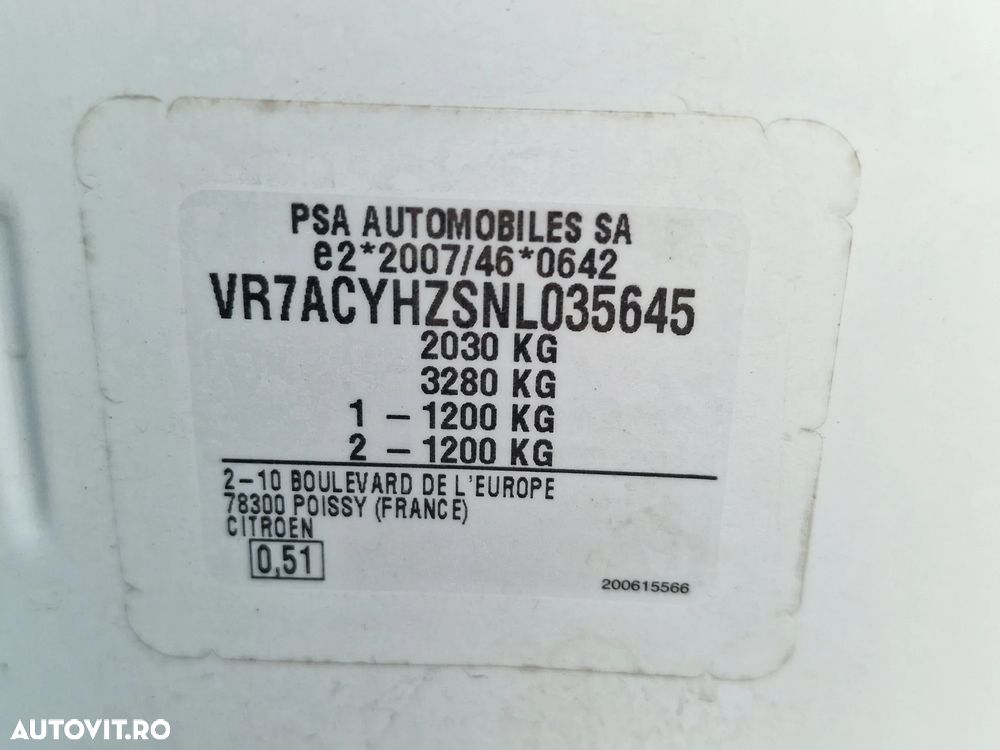 PSA AUTOMOBILES SA
e2*2007/46*0642
VR7ACYHZSNL035645
2030 KG
3280 KG
1 - 1200 KG
2 - 1200 KG
2-10 BOULEVARD DE L'EUROPE
78300 POISSY (FRANCE)
CITROEN
0,51
200615566
AUTOVIT.RO